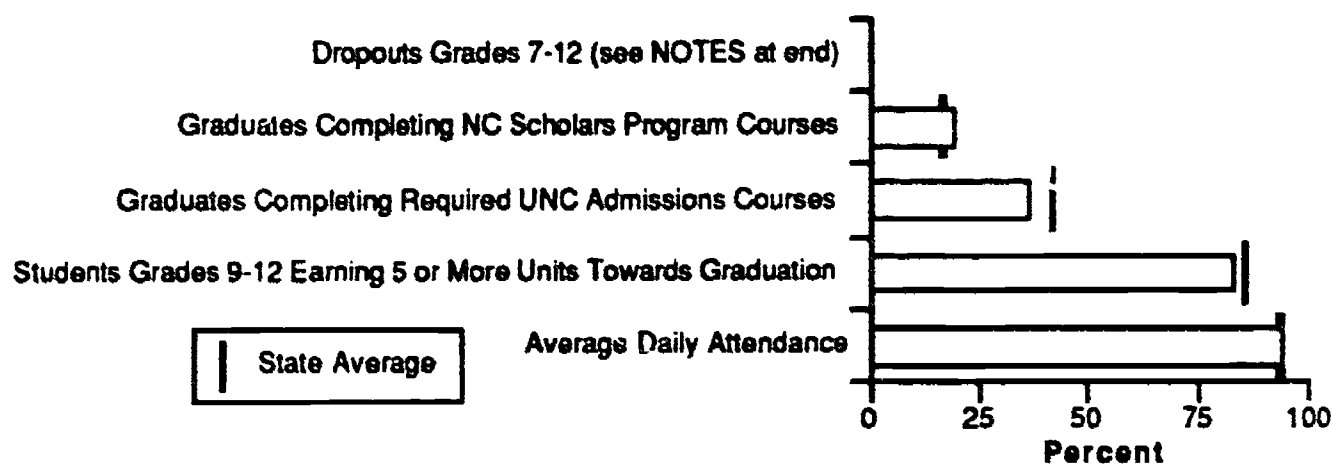 Dropouts Grades 7-12 (see NOTES at end)
Graduates Completing NC Scholars Program Courses
Graduates Completing Required UNC Admissions Courses
Students Grades 9-12 Earning 5 or More Units Towards Graduation
Average Daily Attendance
State Average
0 25 50 75 100
Percent